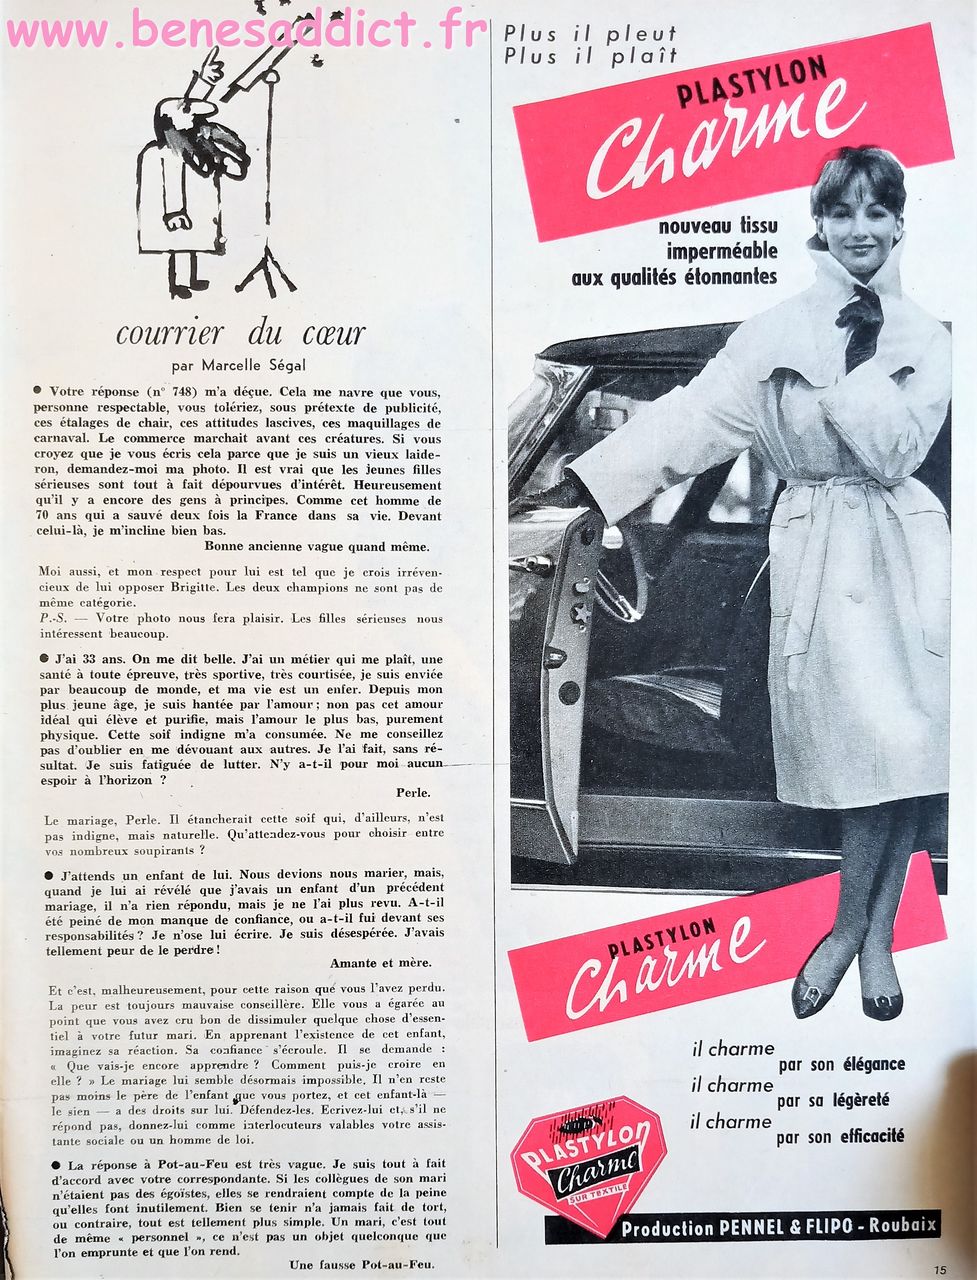 www.benesaddict.fr
courrier du cœur
par Marcelle Ségal
● Votre réponse (n° 748) m'a déçue. Cela me navre que vous,
personne respectable, vous tolériez, sous prétexte de publicité,
ces étalages de chair, ces attitudes lascives, ces maquillages de
carnaval. Le commerce marchait avant ces créatures. Si vous
croyez que je vous écris cela parce que je suis un vieux laide-
ron, demandez-moi ma photo. Il est vrai que les jeunes filles
sérieuses sont tout à fait dépourvues d'intérêt. Heureusement
qu'il y a encore des gens à principes. Comme cet homme de
70 ans qui a sauvé deux fois la France dans sa vie. Devant
celui-là, je m'incline bien bas.
Bonne ancienne vague quand même.
Moi aussi, et mon respect pour lui est tel que je crois irréven-
cieux de lui opposer Brigitte. Les deux champions ne sont pas de
même catégorie.
P.-S. — Votre photo nous fera plaisir. Les filles sérieuses nous
intéressent beaucoup.
● J'ai 33 ans. On me dit belle. J'ai un métier qui me plaît, une
santé à toute épreuve, très sportive, très courtisée, je suis enviée
par beaucoup de monde, et ma vie est un enfer. Depuis mon
plus jeune âge, je suis hantée par l'amour ; non pas cet amour
idéal qui élève et purifie, mais l'amour le plus bas, purement
physique. Cette soif indigne m'a consumée. Ne me conseillez
pas d'oublier en me dévouant aux autres. Je l'ai fait, sans ré-
sultat. Je suis fatiguée de lutter. N'y a-t-il pour moi aucun
espoir à l'horizon ?
Perle.
Le mariage, Perle. Il étancherait cette soif qui, d'ailleurs, n'est
pas indigne, mais naturelle. Qu'attendez-vous pour choisir entre
vos nombreux soupirants ?
● J'attends un enfant de lui. Nous devions nous marier, mais,
quand je lui ai révélé que j'avais un enfant d'un précédent
mariage, il n'a rien répondu, mais je ne l'ai plus revu. A-t-il
été peiné de mon manque de confiance, ou a-t-il fui devant ses
responsabilités ? Je n'ose lui écrire. Je suis désespérée. J'avais
tellement peur de le perdre !
Amante et mère.
Et c'est, malheureusement, pour cette raison que vous l'avez perdu.
La peur est toujours mauvaise conseillère. Elle vous a égarée au
point que vous avez cru bon de dissimuler quelque chose d'essen-
tiel à votre futur mari. En apprenant l'existence de cet enfant,
imaginez sa réaction. Sa confiance s'écroule. Il se demande :
« Que vais-je encore apprendre ? Comment puis-je croire en
elle ? » Le mariage lui semble désormais impossible. Il n'en reste
pas moins le père de l'enfant que vous portez, et cet enfant-là —
le sien — a des droits sur lui. Défendez-les. Ecrivez-lui et, s'il ne
répond pas, donnez-lui comme interlocuteurs valables votre assis-
tante sociale ou un homme de loi.
● La réponse à Pot-au-Feu est très vague. Je suis tout à fait
d'accord avec votre correspondante. Si les collègues de son mari
n'étaient pas des égoïstes, elles se rendraient compte de la peine
qu'elles font inutilement. Bien se tenir n'a jamais fait de tort,
ou contraire, tout est tellement plus simple. Un mari, c'est tout
de même « personnel », ce n'est pas un objet quelconque que
l'on emprunte et que l'on rend.
Une fausse Pot-au-Feu.
Plus il pleut
Plus il plaît
PLASTYLON
Charme
nouveau tissu
imperméable
aux qualités étonnantes
PLASTYLON
Charme
il charme
par son élégance
il charme
par sa légèreté
il charme
par son efficacité
PLASTYLON
Charme
SUR TEXTILE
Production PENNEL & FLIPO - Roubaix
15